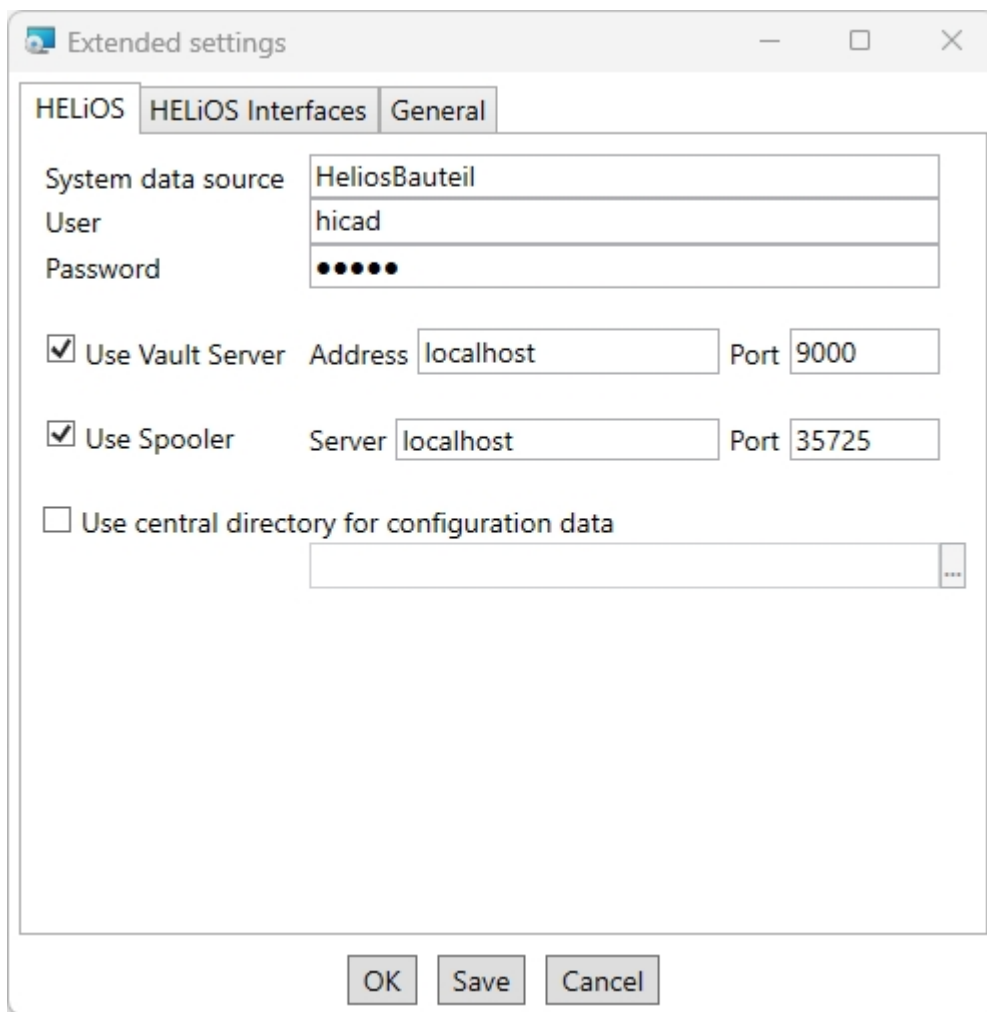 Extended settings
HELiOS HELiOS Interfaces General
System data source HeliosBauteil
User hicad
Password •••••
Use Vault Server Address localhost Port 9000
Use Spooler Server localhost Port 35725
Use central directory for configuration data
...
OK Save Cancel